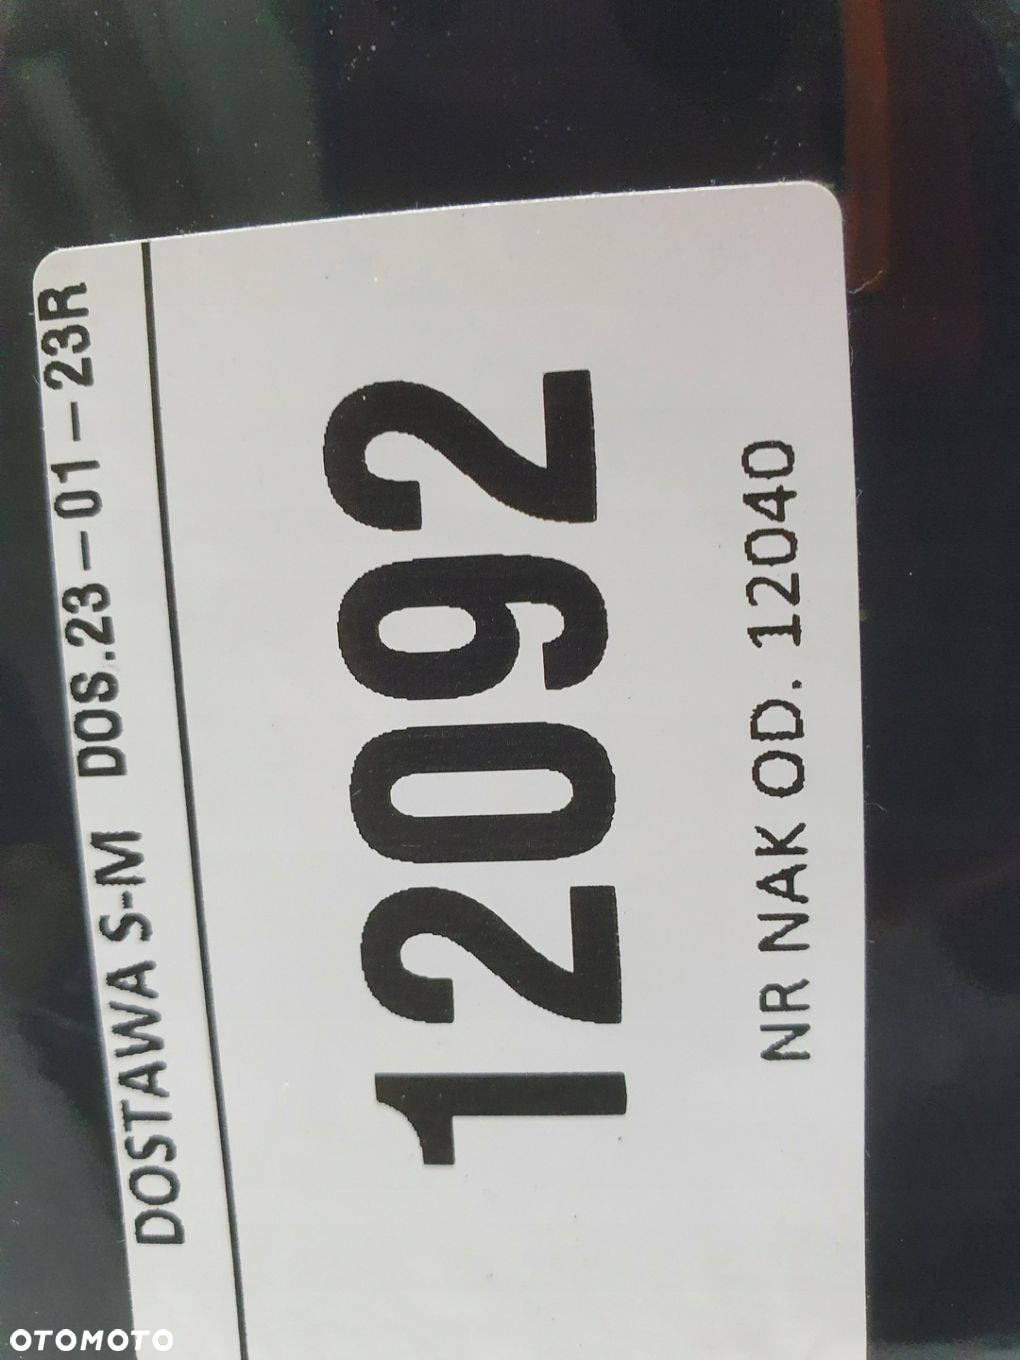 DOSTAWA S-M DOS.23-01-23R
12092
NR NAK OD. 12040
OTOMOTO